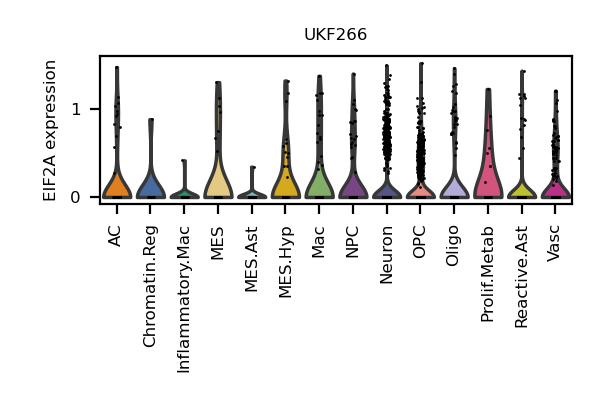 UKF266
EIF2A expression
1
0
AC
Chromatin.Reg
Inflammatory.Mac
MES
MES.Ast
MES.Hyp
Mac
NPC
Neuron
OPC
Oligo
Prolif.Metab
Reactive.Ast
Vasc